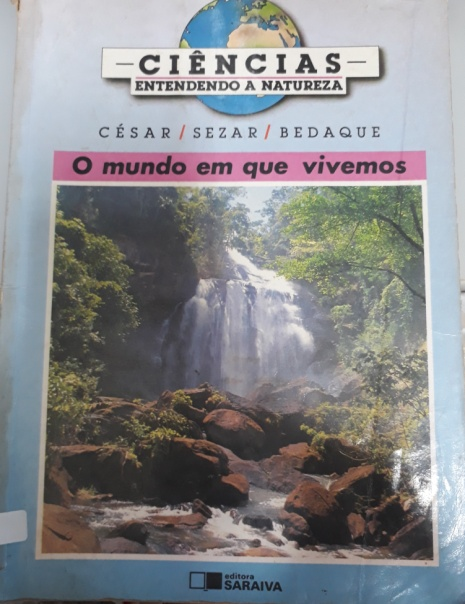 CIÊNCIAS
ENTENDENDO A NATUREZA
CÉSAR / SEZAR / BEDAQUE
O mundo em que vivemos
editora
SARAIVA